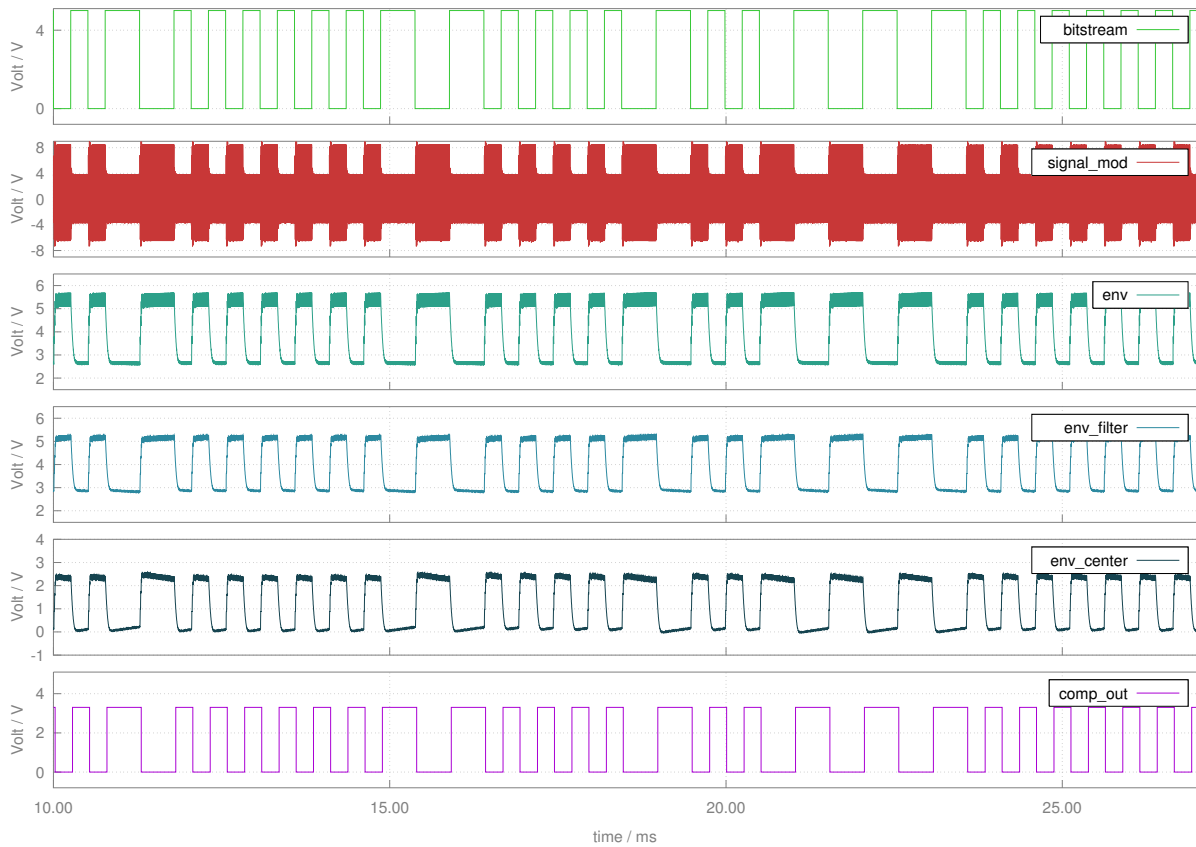 bitstream
4
0
Volt / V
signal_mod
8
4
0
-4
-8
Volt / V
env
6
5
4
3
2
Volt / V
env_filter
6
5
4
3
2
Volt / V
env_center
4
3
2
1
0
-1
Volt / V
comp_out
4
2
0
Volt / V
10.00 15.00 20.00 25.00
time / ms